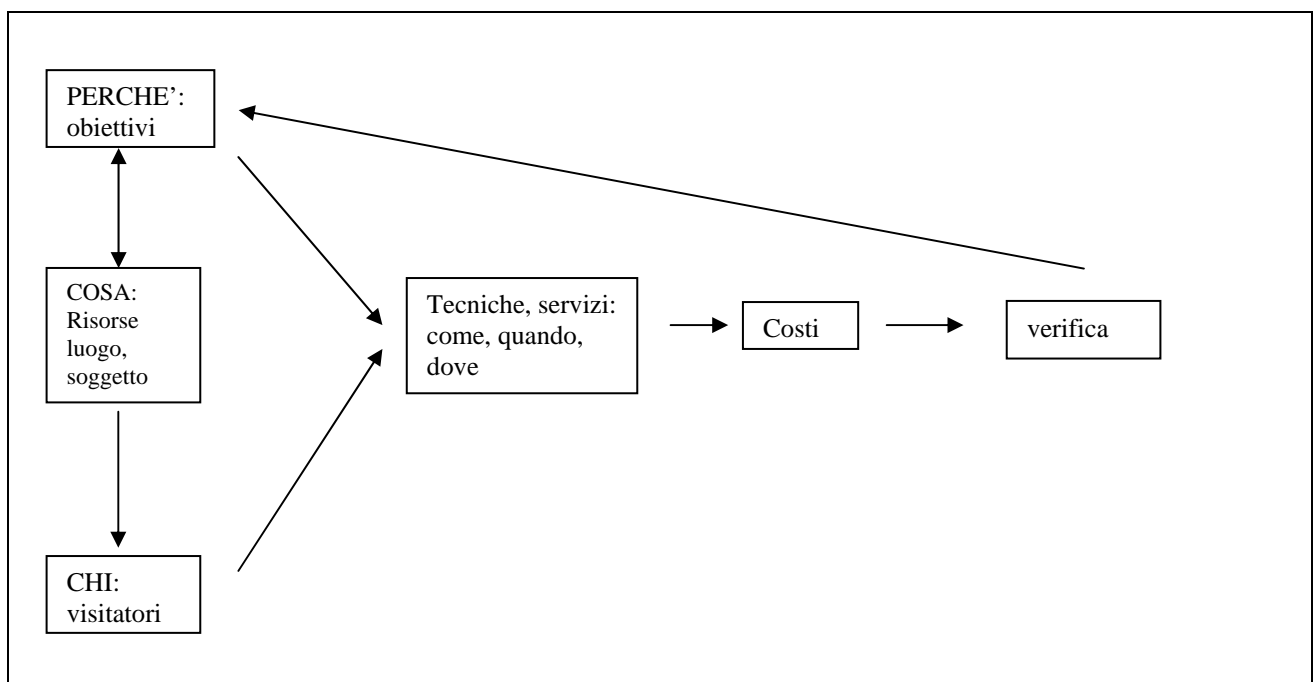 PERCHE’:
obiettivi
COSA:
Risorse
luogo,
soggetto
CHI:
visitatori
Tecniche, servizi:
come, quando,
dove
Costi
verifica